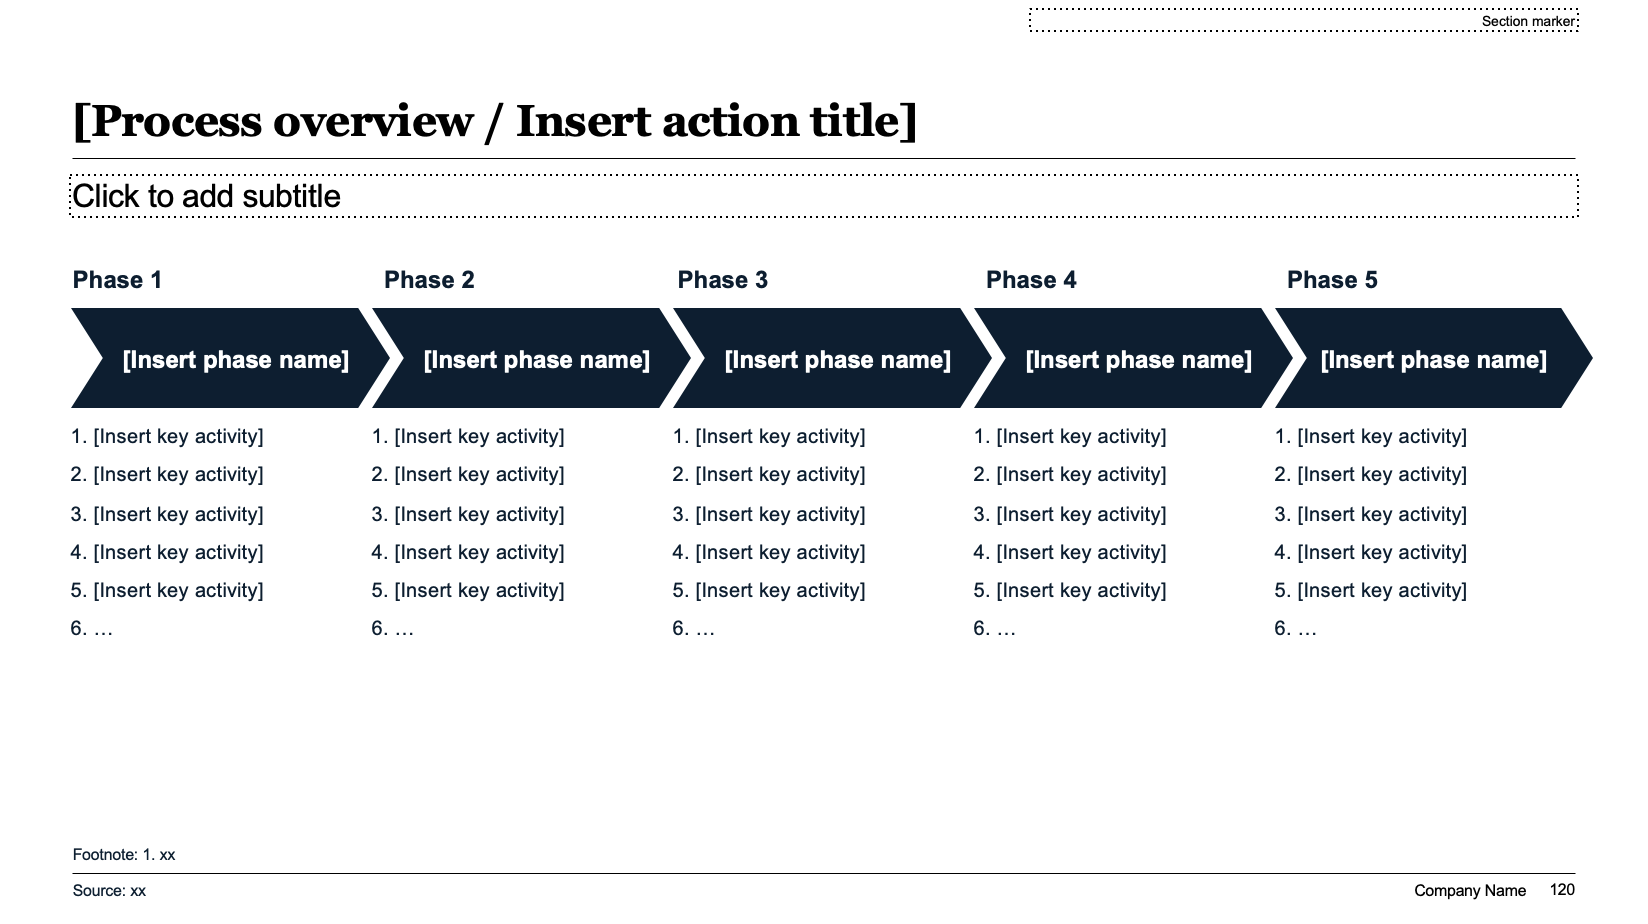 Section marker
[Process overview / Insert action title]
Click to add subtitle
Phase 1
Phase 2
Phase 3
Phase 4
Phase 5
[Insert phase name]
[Insert phase name]
[Insert phase name]
[Insert phase name]
[Insert phase name]
1. [Insert key activity]
2. [Insert key activity]
3. [Insert key activity]
4. [Insert key activity]
5. [Insert key activity]
6. …
1. [Insert key activity]
2. [Insert key activity]
3. [Insert key activity]
4. [Insert key activity]
5. [Insert key activity]
6. …
1. [Insert key activity]
2. [Insert key activity]
3. [Insert key activity]
4. [Insert key activity]
5. [Insert key activity]
6. …
1. [Insert key activity]
2. [Insert key activity]
3. [Insert key activity]
4. [Insert key activity]
5. [Insert key activity]
6. …
1. [Insert key activity]
2. [Insert key activity]
3. [Insert key activity]
4. [Insert key activity]
5. [Insert key activity]
6. …
Footnote: 1. xx
Source: xx
Company Name 120